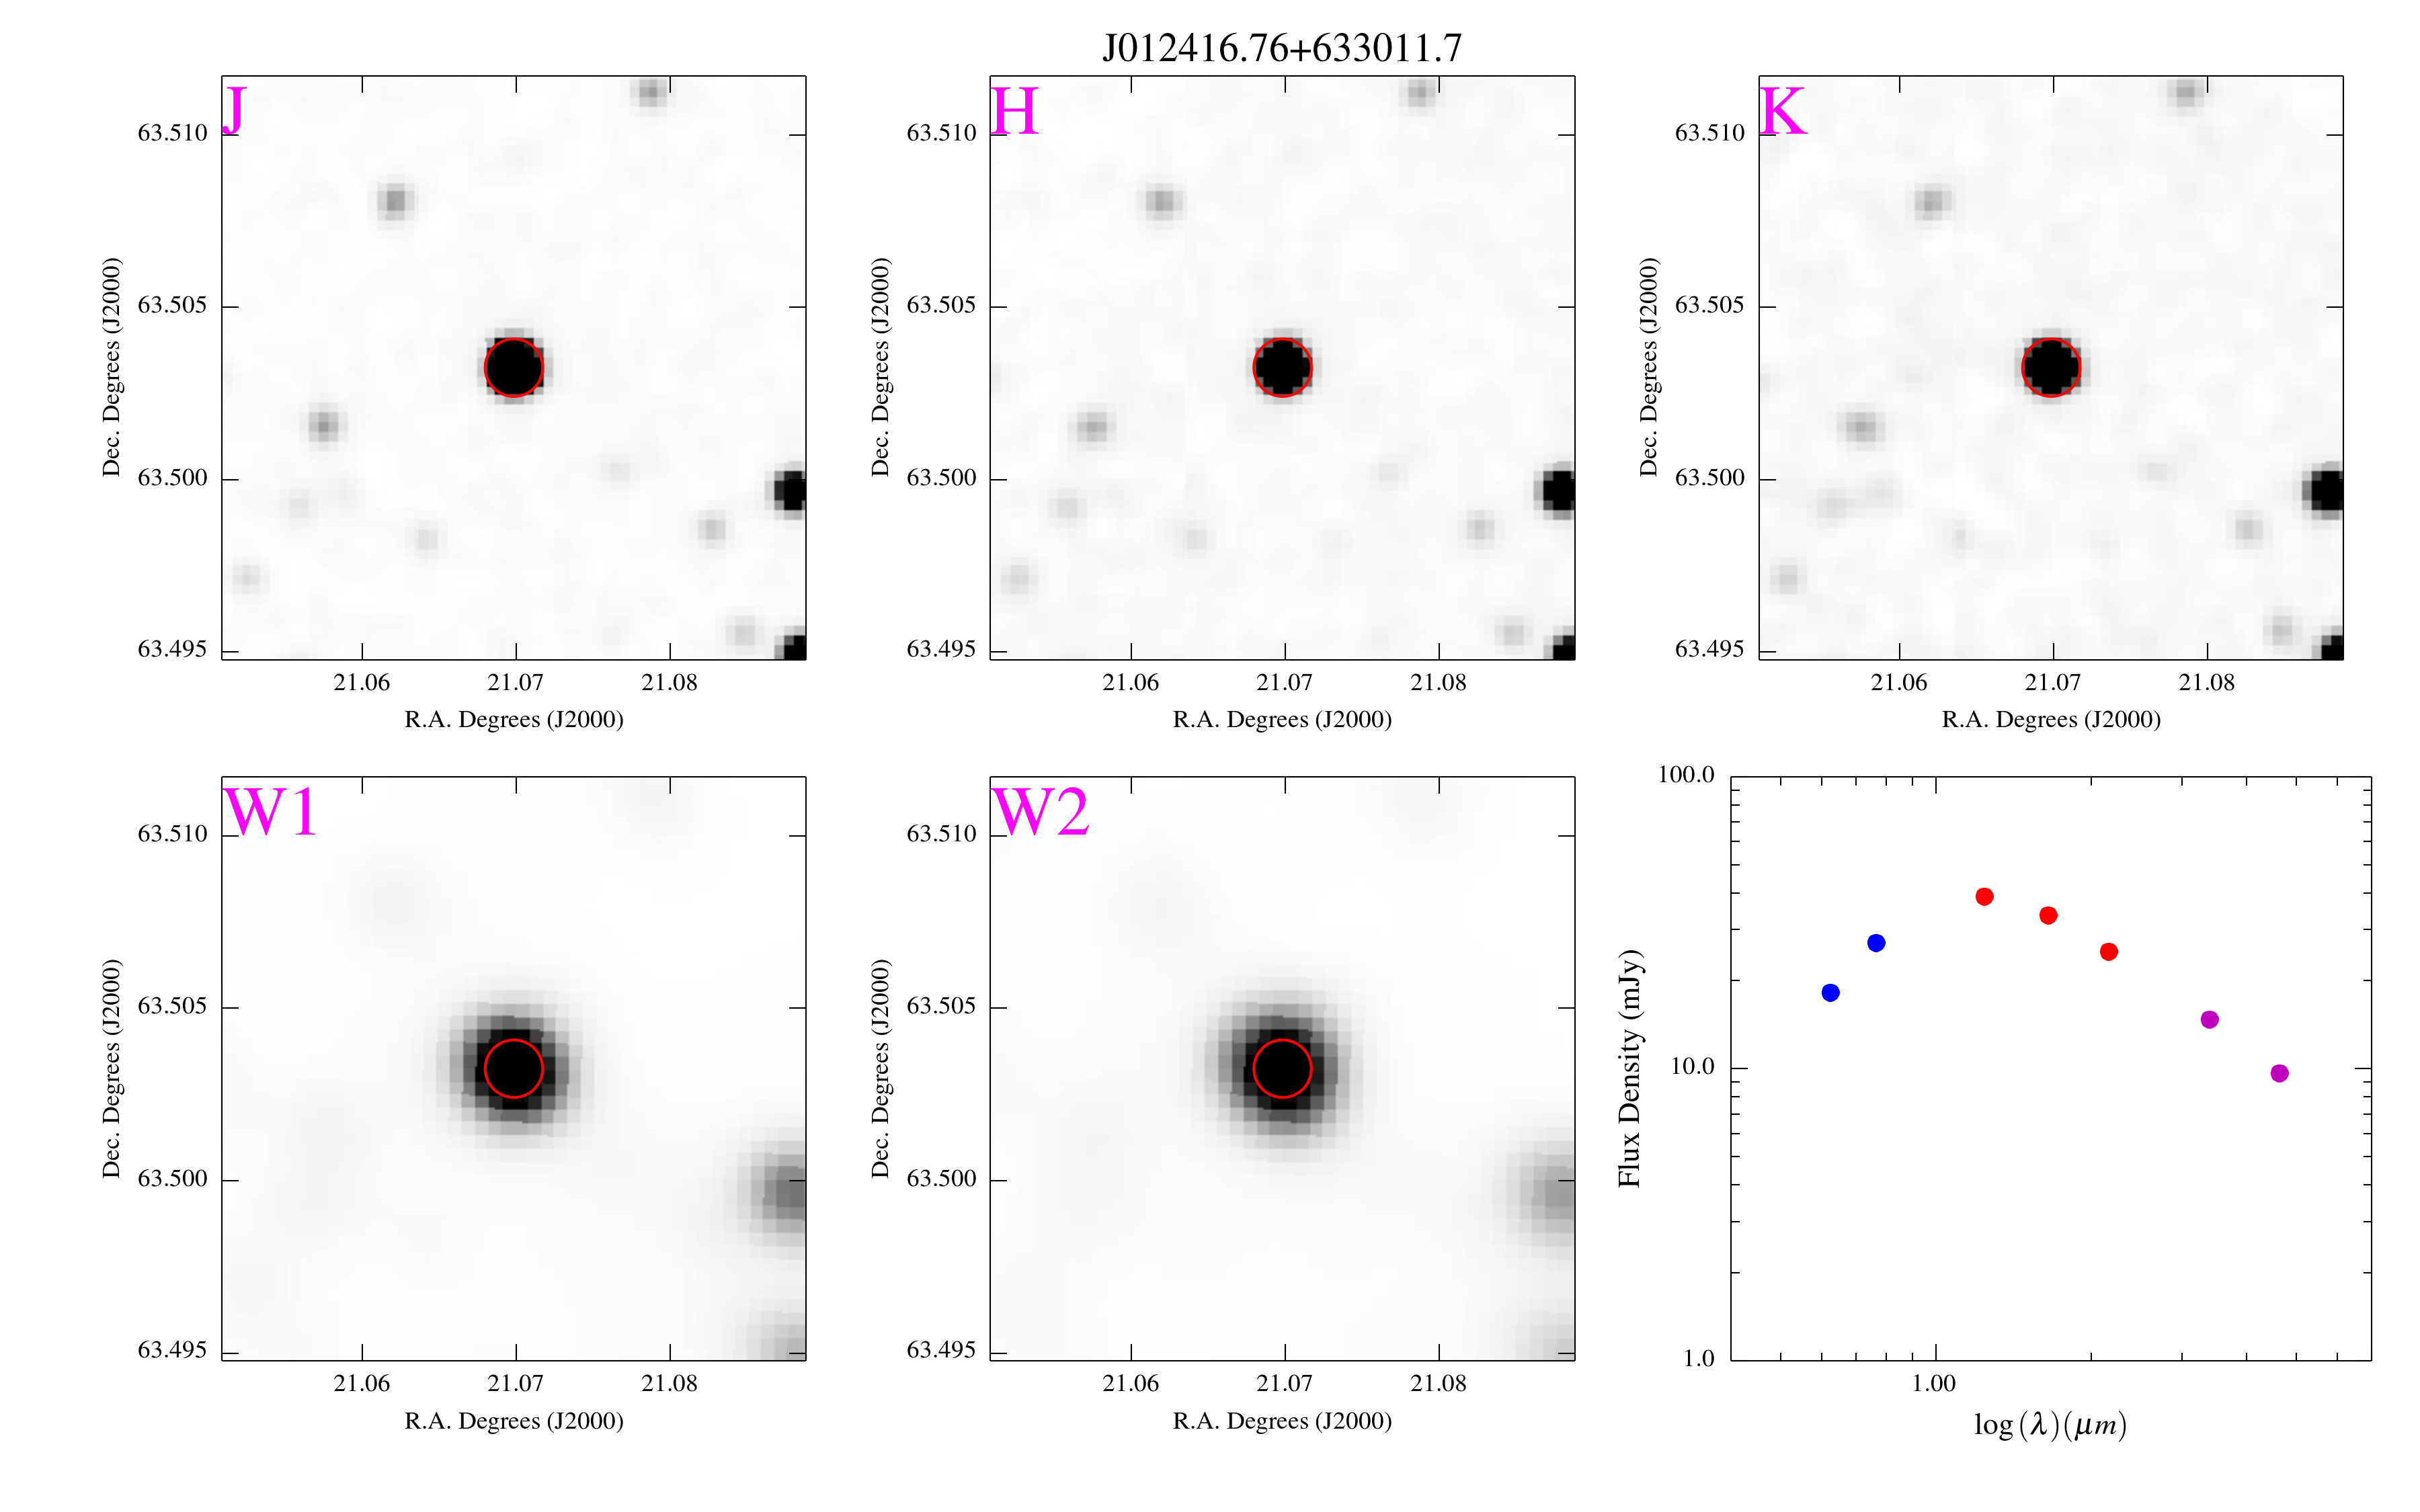 J012416.76+633011.7
J
63.510
63.505
63.500
63.495
Dec. Degrees (J2000)
21.06 21.07 21.08
R.A. Degrees (J2000)
H
63.510
63.505
63.500
63.495
Dec. Degrees (J2000)
21.06 21.07 21.08
R.A. Degrees (J2000)
K
63.510
63.505
63.500
63.495
Dec. Degrees (J2000)
21.06 21.07 21.08
R.A. Degrees (J2000)
W1
63.510
63.505
63.500
63.495
Dec. Degrees (J2000)
21.06 21.07 21.08
R.A. Degrees (J2000)
W2
63.510
63.505
63.500
63.495
Dec. Degrees (J2000)
21.06 21.07 21.08
R.A. Degrees (J2000)
100.0
10.0
1.0
Flux Density (mJy)
1.00
log(λ)(μm)